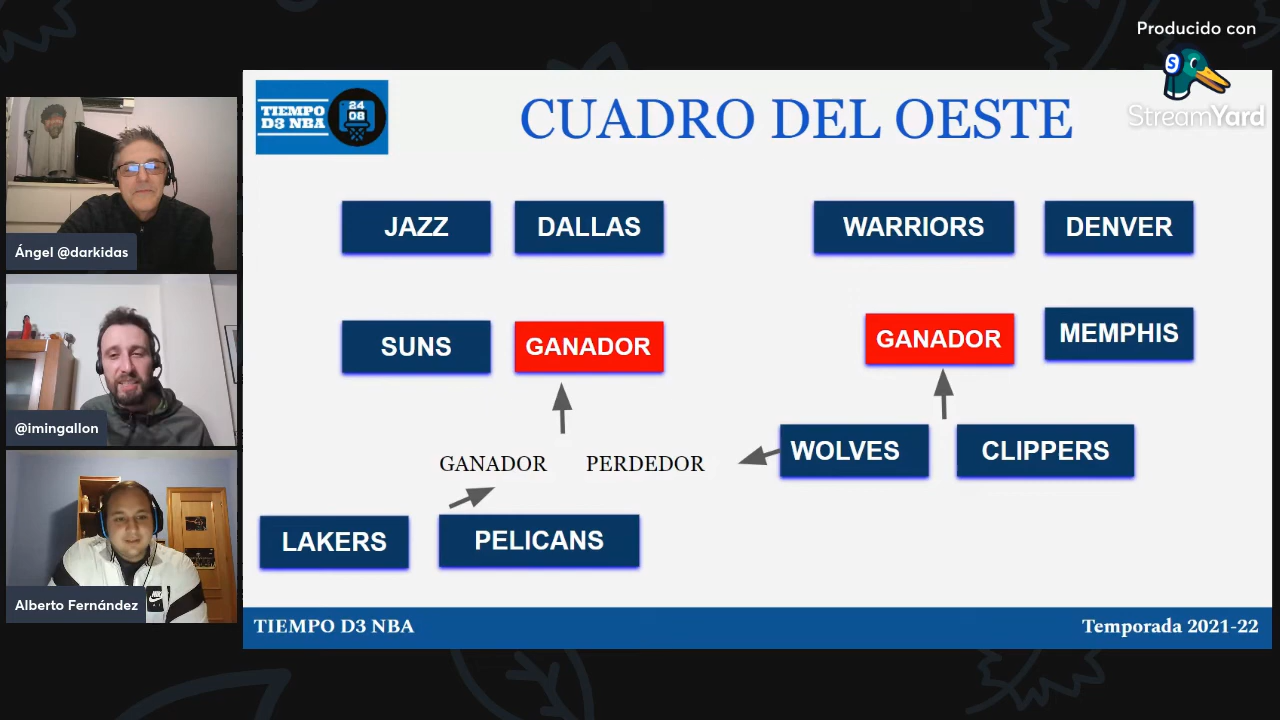 Producido con
StreamYard
TIEMPO
D3 NBA
24
08
CUADRO DEL OESTE
JAZZ
DALLAS
WARRIORS
DENVER
SUNS
GANADOR
GANADOR
MEMPHIS
GANADOR
PERDEDOR
WOLVES
CLIPPERS
LAKERS
PELICANS
TIEMPO D3 NBA
Temporada 2021-22
Ángel @darkidas
@imingallon
Alberto Fernández